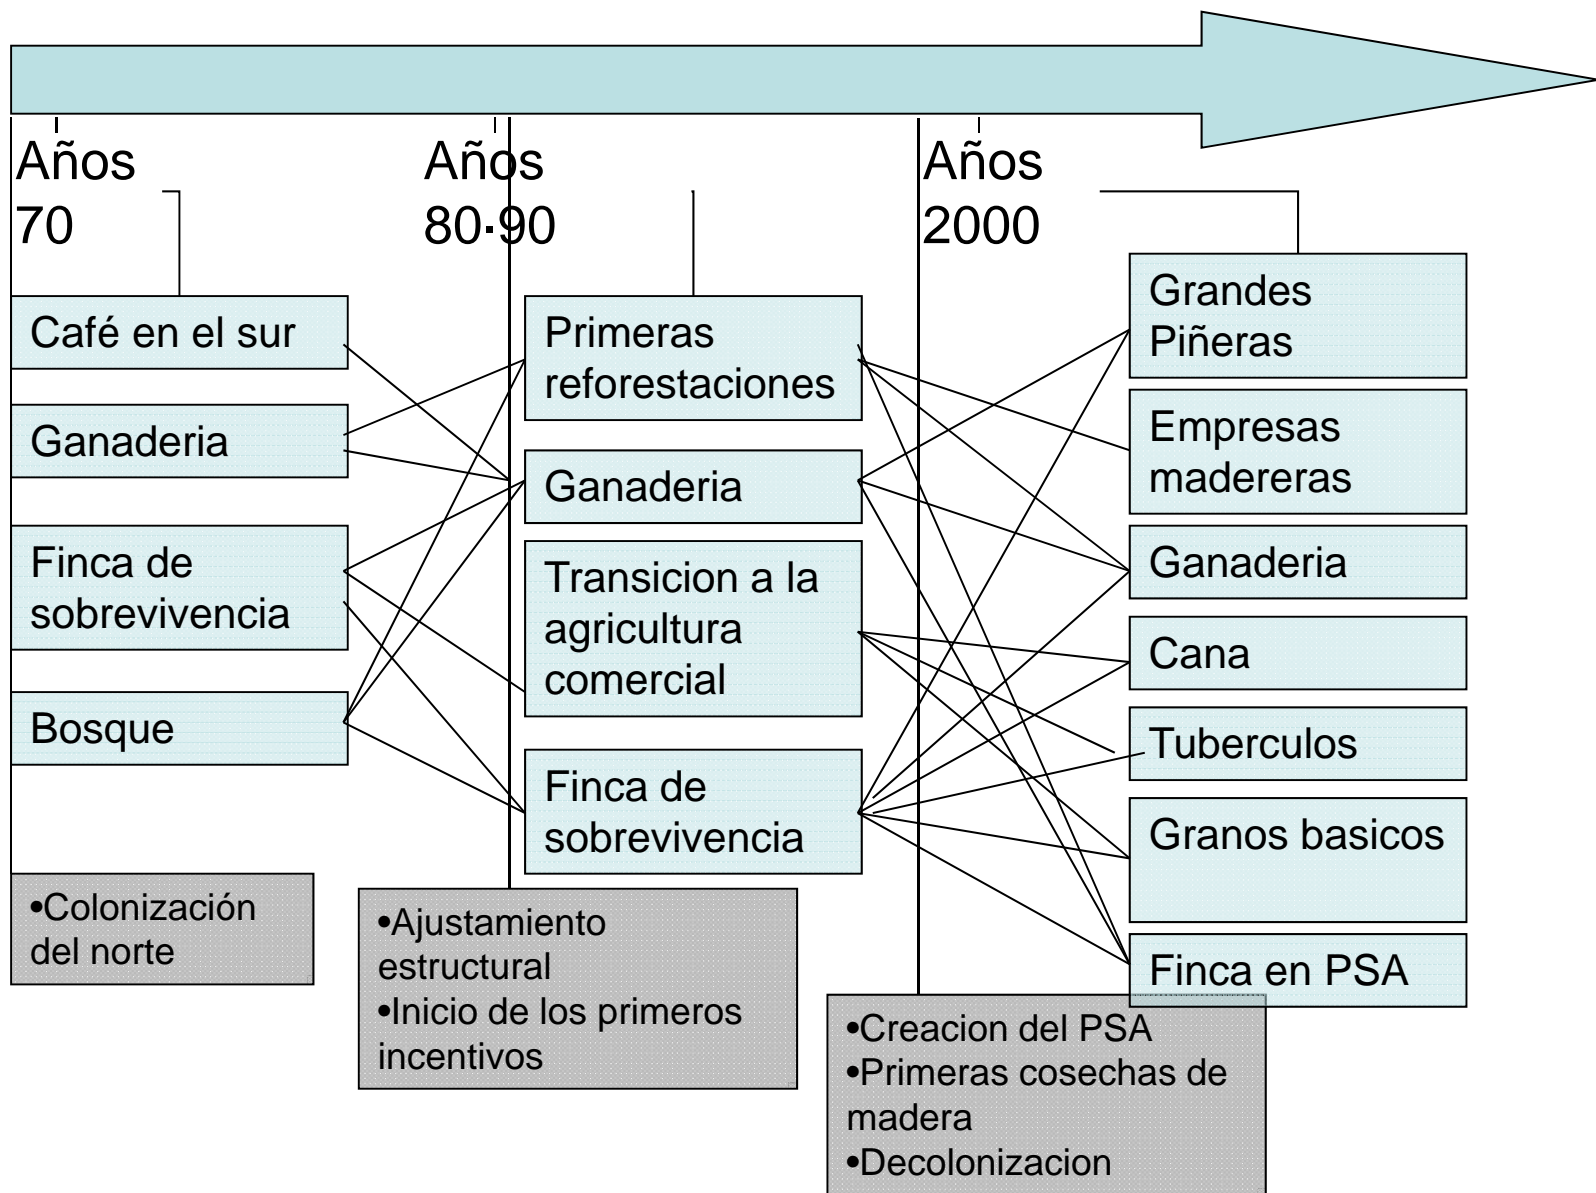 Años
70
Años
80-90
Años
2000
Café en el sur
Ganaderia
Finca de
sobrevivencia
Bosque
Primeras
reforestaciones
Ganaderia
Transicion a la
agricultura
comercial
Finca de
sobrevivencia
Grandes
Piñeras
Empresas
madereras
Ganaderia
Cana
Tuberculos
Granos basicos
Finca en PSA
•Colonización
del norte
•Ajustamiento
estructural
•Inicio de los primeros
incentivos
•Creacion del PSA
•Primeras cosechas de
madera
•Decolonizacion